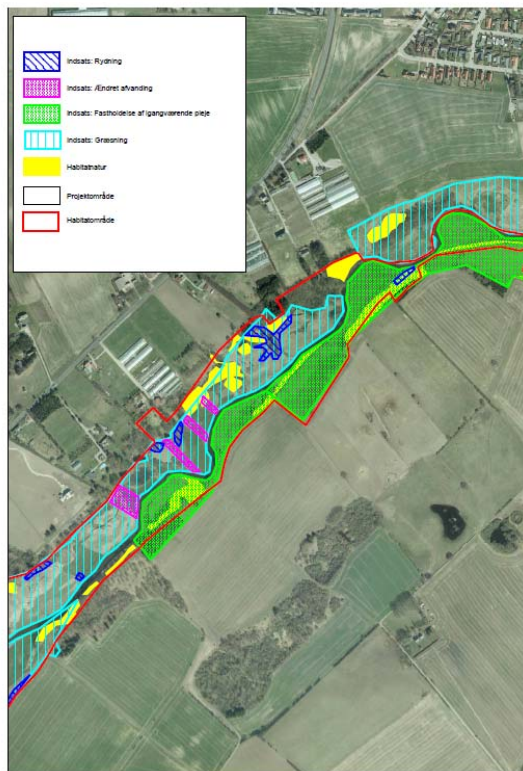 Indsats: Rydning
Indsats: Ændret afvanding
Indsats: Fastholdelse af igangværende pleje
Indsats: Græsning
Habitatnatur
Projektområde
Habitatområde